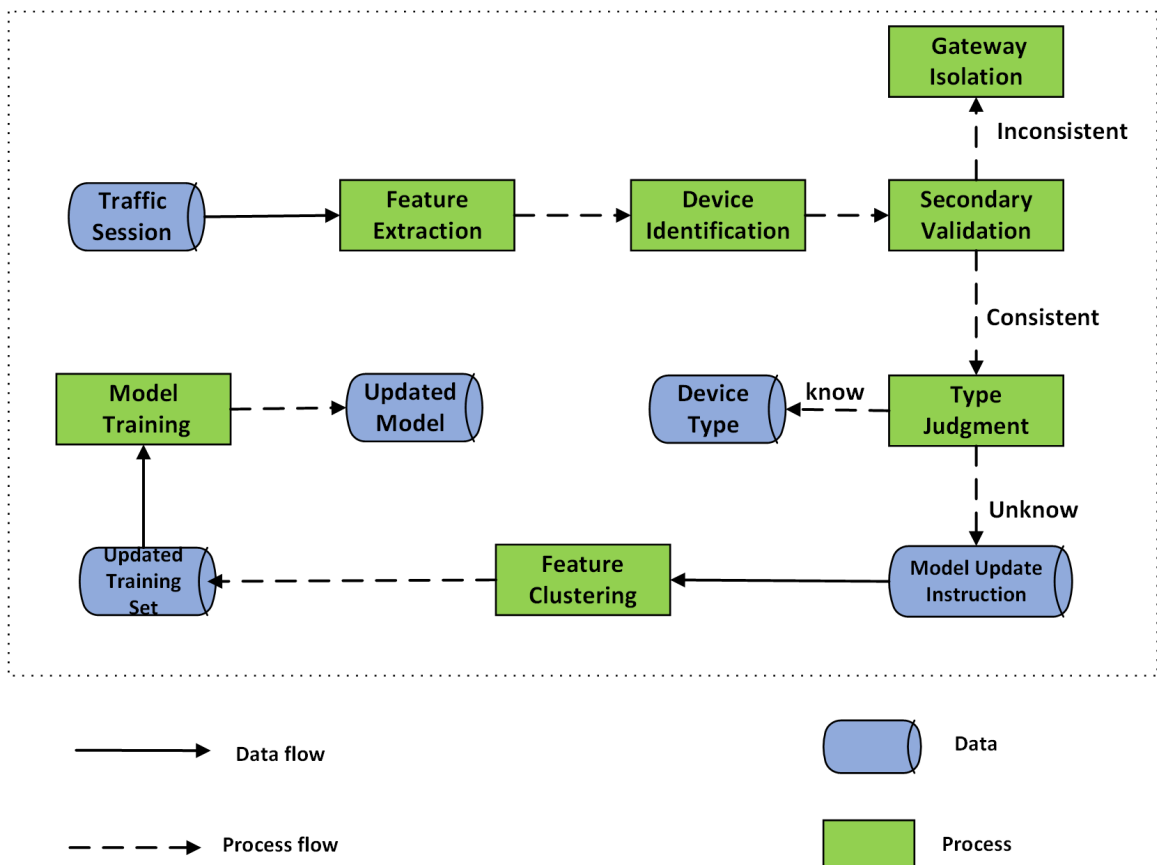 Gateway
Isolation
Inconsistent
Traffic
Session
Feature
Extraction
Device
Identification
Secondary
Validation
Consistent
Model
Training
Updated
Model
Device
Type
know
Type
Judgment
Unknow
Updated
Training
Set
Feature
Clustering
Model Update
Instruction
Data flow
Data
Process flow
Process